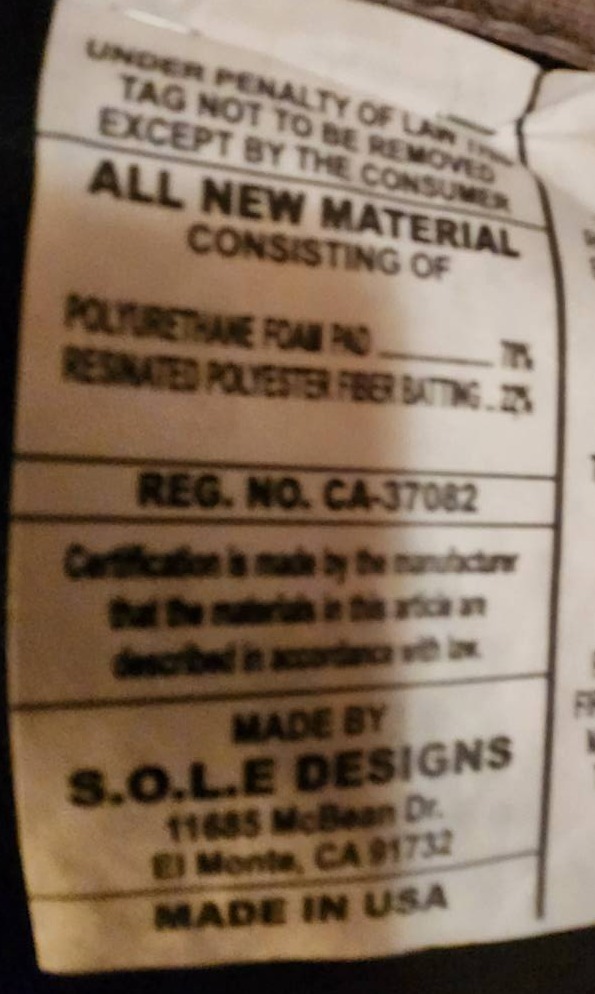 UNDER PENALTY OF LAW THIS
TAG NOT TO BE REMOVED
EXCEPT BY THE CONSUMER
ALL NEW MATERIAL
CONSISTING OF
POLYURETHANE FOAM PAD 78%
RESINATED POLYESTER FIBER BATTING 22%
REG. NO. CA-37082
Certification is made by the manufacturer
that the materials in this article are
described in accordance with law.
MADE BY
S.O.L.E DESIGNS
11685 McBean Dr.
El Monte, CA 91732
MADE IN USA